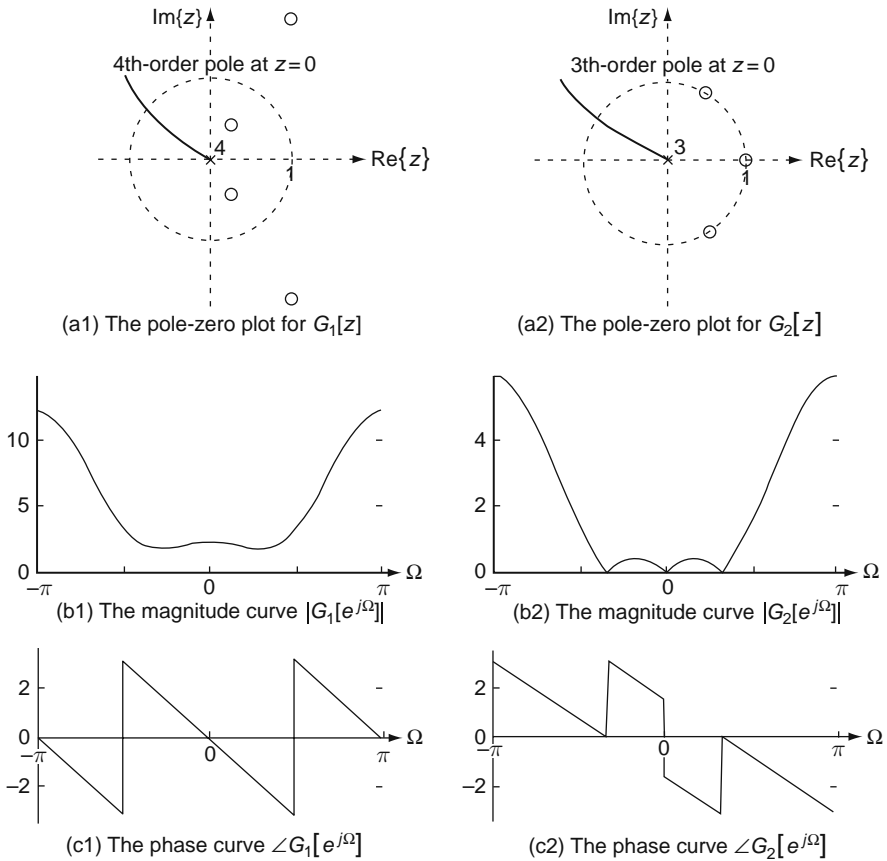 Im{z}
4th-order pole at z=0
4
Re{z}
1
(a1) The pole-zero plot for G1[z]
Im{z}
3th-order pole at z=0
3
Re{z}
1
(a2) The pole-zero plot for G2[z]
10
5
0
−π
0
π
Ω
(b1) The magnitude curve |G1[e^jΩ]|
4
2
0
−π
0
π
Ω
(b2) The magnitude curve |G2[e^jΩ]|
2
0
−2
−π
0
π
Ω
(c1) The phase curve ∠G1[e^jΩ]
2
0
−2
−π
0
π
Ω
(c2) The phase curve ∠G2[e^jΩ]